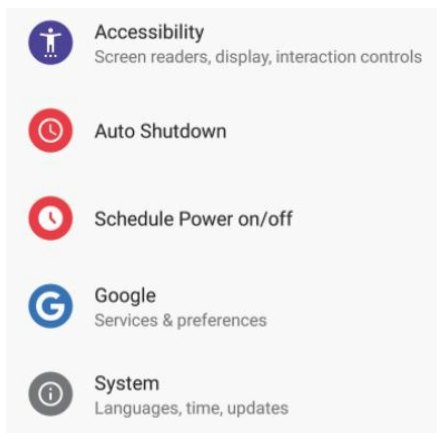 Accessibility
Screen readers, display, interaction controls
Auto Shutdown
Schedule Power on/off
Google
Services & preferences
System
Languages, time, updates